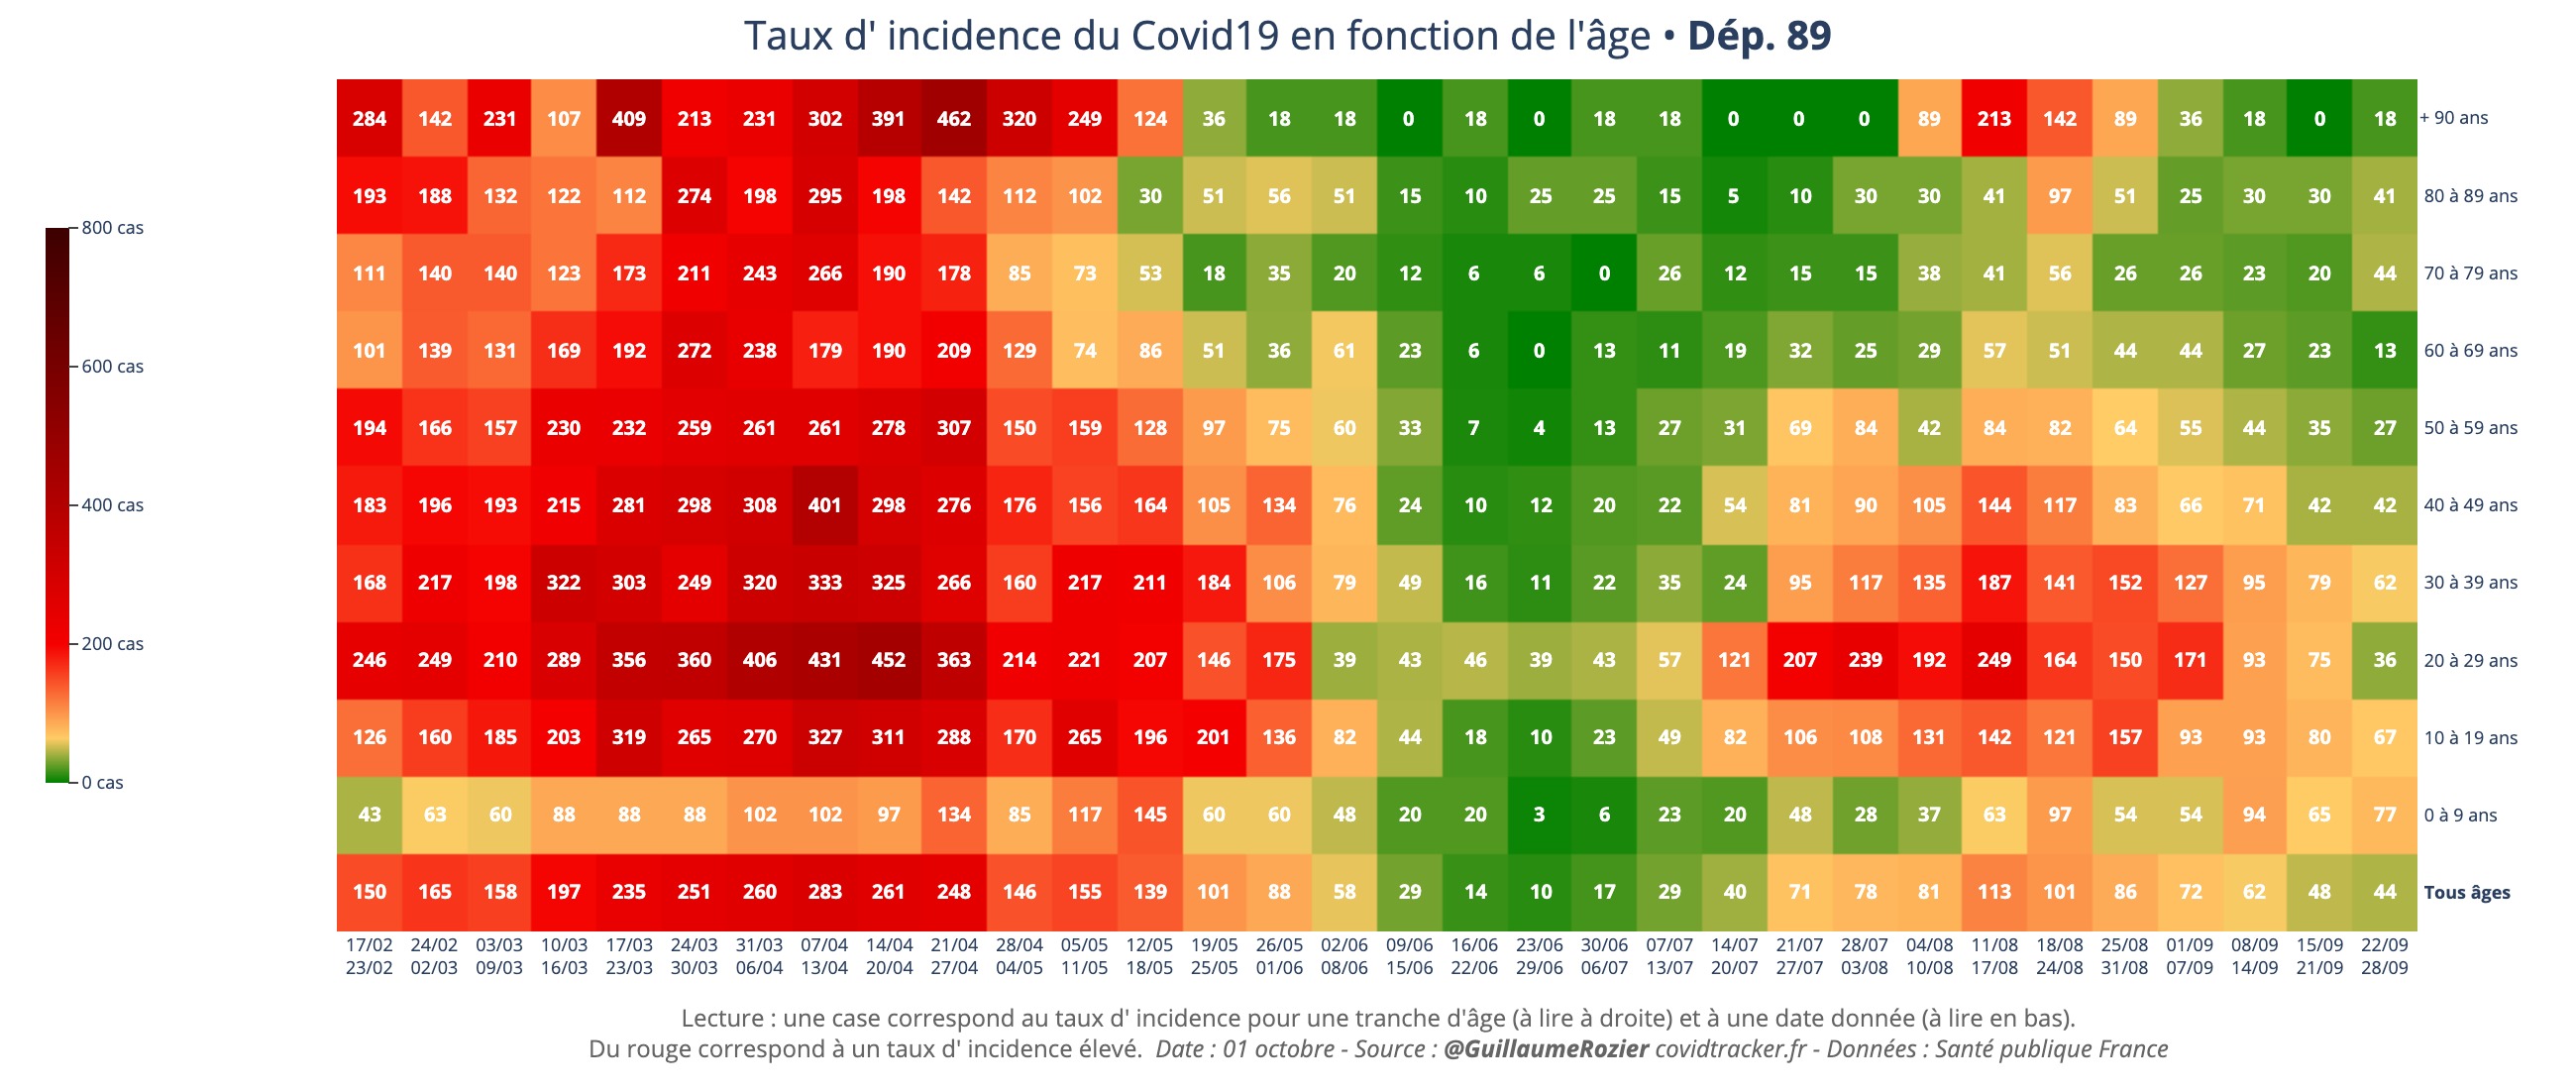 Taux d' incidence du Covid19 en fonction de l'âge • Dép. 89
800 cas
600 cas
400 cas
200 cas
0 cas
284 142 231 107 409 213 231 302 391 462 320 249 124 36 18 18 0 18 0 18 18 0 0 0 89 213 142 89 36 18 0 18 + 90 ans
193 188 132 122 112 274 198 295 198 142 112 102 30 51 56 51 15 10 25 25 15 5 10 30 30 41 97 51 25 30 30 41 80 à 89 ans
111 140 140 123 173 211 243 266 190 178 85 73 53 18 35 20 12 6 6 0 26 12 15 15 38 41 56 26 26 23 20 44 70 à 79 ans
101 139 131 169 192 272 238 179 190 209 129 74 86 51 36 61 23 6 0 13 11 19 32 25 29 57 51 44 44 27 23 13 60 à 69 ans
194 166 157 230 232 259 261 261 278 307 150 159 128 97 75 60 33 7 4 13 27 31 69 84 42 84 82 64 55 44 35 27 50 à 59 ans
183 196 193 215 281 298 308 401 298 276 176 156 164 105 134 76 24 10 12 20 22 54 81 90 105 144 117 83 66 71 42 42 40 à 49 ans
168 217 198 322 303 249 320 333 325 266 160 217 211 184 106 79 49 16 11 22 35 24 95 117 135 187 141 152 127 95 79 62 30 à 39 ans
246 249 210 289 356 360 406 431 452 363 214 221 207 146 175 39 43 46 39 43 57 121 207 239 192 249 164 150 171 93 75 36 20 à 29 ans
126 160 185 203 319 265 270 327 311 288 170 265 196 201 136 82 44 18 10 23 49 82 106 108 131 142 121 157 93 93 80 67 10 à 19 ans
43 63 60 88 88 88 102 102 97 134 85 117 145 60 60 48 20 20 3 6 23 20 48 28 37 63 97 54 54 94 65 77 0 à 9 ans
150 165 158 197 235 251 260 283 261 248 146 155 139 101 88 58 29 14 10 17 29 40 71 78 81 113 101 86 72 62 48 44 Tous âges
17/02 24/02 03/03 10/03 17/03 24/03 31/03 07/04 14/04 21/04 28/04 05/05 12/05 19/05 26/05 02/06 09/06 16/06 23/06 30/06 07/07 14/07 21/07 28/07 04/08 11/08 18/08 25/08 01/09 08/09 15/09 22/09
23/02 02/03 09/03 16/03 23/03 30/03 06/04 13/04 20/04 27/04 04/05 11/05 18/05 25/05 01/06 08/06 15/06 22/06 29/06 06/07 13/07 20/07 27/07 03/08 10/08 17/08 24/08 31/08 07/09 14/09 21/09 28/09
Lecture : une case correspond au taux d' incidence pour une tranche d'âge (à lire à droite) et à une date donnée (à lire en bas).
Du rouge correspond à un taux d' incidence élevé. Date : 01 octobre - Source : @GuillaumeRozier covidtracker.fr - Données : Santé publique France